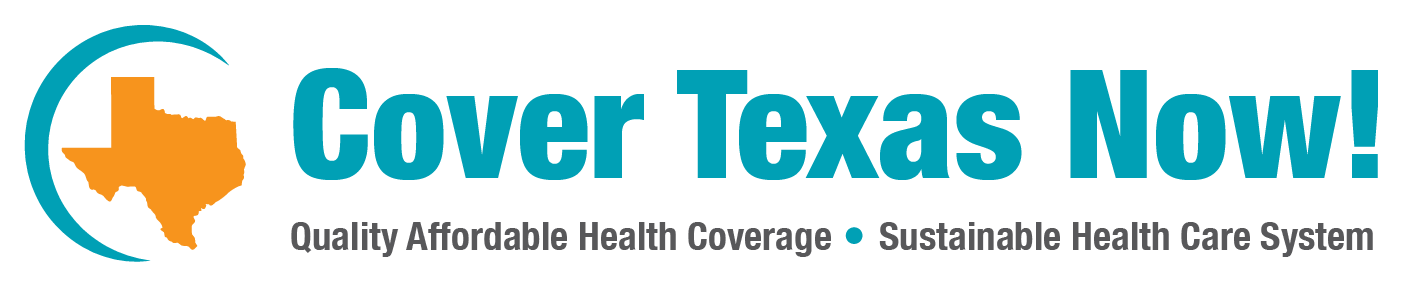 Cover Texas Now!
Quality Affordable Health Coverage • Sustainable Health Care System